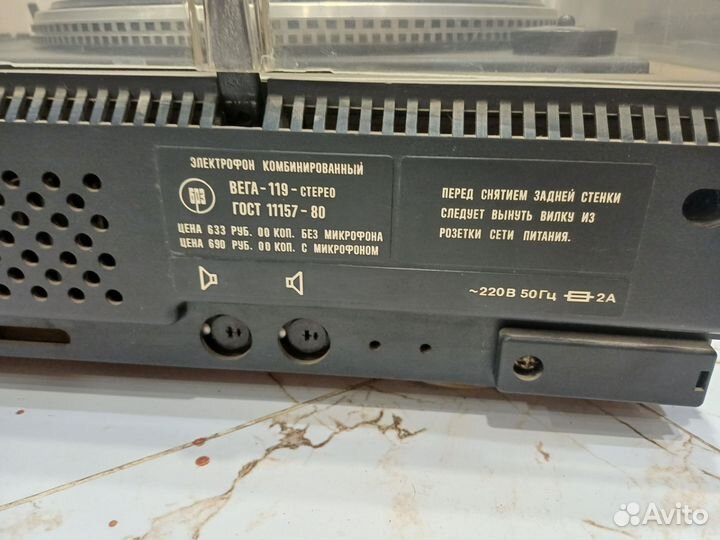 ЭЛЕКТРОФОН КОМБИНИРОВАННЫЙ
БРЗ
ВЕГА-119-СТЕРЕО
ГОСТ 11157-80
ЦЕНА 633 РУБ. 00 КОП. БЕЗ МИКРОФОНА
ЦЕНА 690 РУБ. 00 КОП. С МИКРОФОНОМ
ПЕРЕД СНЯТИЕМ ЗАДНЕЙ СТЕНКИ
СЛЕДУЕТ ВЫНУТЬ ВИЛКУ ИЗ
РОЗЕТКИ СЕТИ ПИТАНИЯ.
~220В 50Гц 2А
Avito